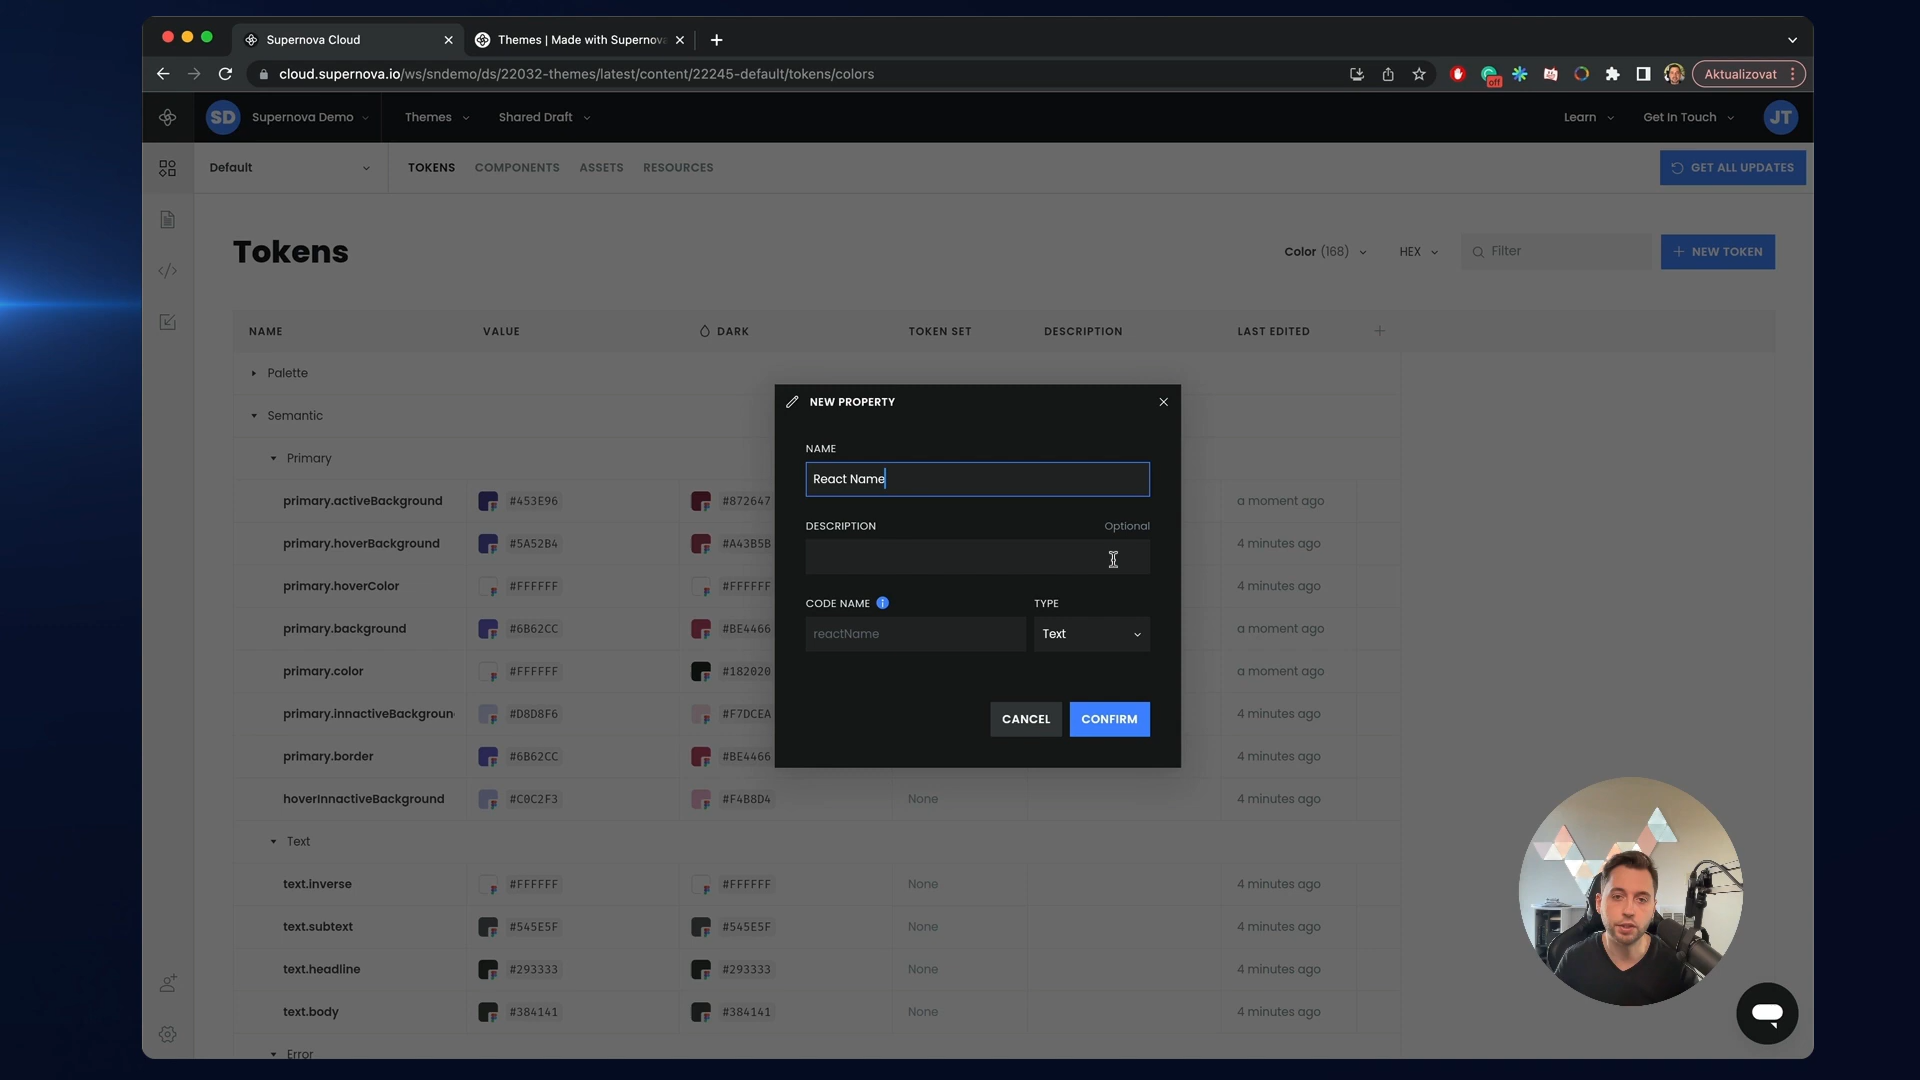 Supernova Cloud
Themes | Made with Supernova
cloud.supernova.io/ws/sndemo/ds/22032-themes/latest/content/22245-default/tokens/colors
off
Aktualizovat
SD Supernova Demo Themes Shared Draft Learn Get In Touch JT
Default TOKENS COMPONENTS ASSETS RESOURCES GET ALL UPDATES
Tokens Color (168) HEX Filter NEW TOKEN
NAME VALUE DARK TOKEN SET DESCRIPTION LAST EDITED
Palette
Semantic
Primary
primary.activeBackground #453E96 #872647 a moment ago
primary.hoverBackground #5A52B4 #A43B5B 4 minutes ago
primary.hoverColor #FFFFFF #FFFFFF 4 minutes ago
primary.background #6B62CC #BE4466 a moment ago
primary.color #FFFFFF #182020 a moment ago
primary.innactiveBackgroun #D8D8F6 #F7DCEA 4 minutes ago
primary.border #6B62CC #BE4466 4 minutes ago
hoverInnactiveBackground #C0C2F3 #F4B8D4 None 4 minutes ago
Text
text.inverse #FFFFFF #FFFFFF None 4 minutes ago
text.subtext #545E5F #545E5F None 4 minutes ago
text.headline #293333 #293333 None 4 minutes ago
text.body #384141 #384141 None 4 minutes ago
Error
NEW PROPERTY
NAME
React Name
DESCRIPTION Optional
CODE NAME TYPE
reactName Text
CANCEL CONFIRM